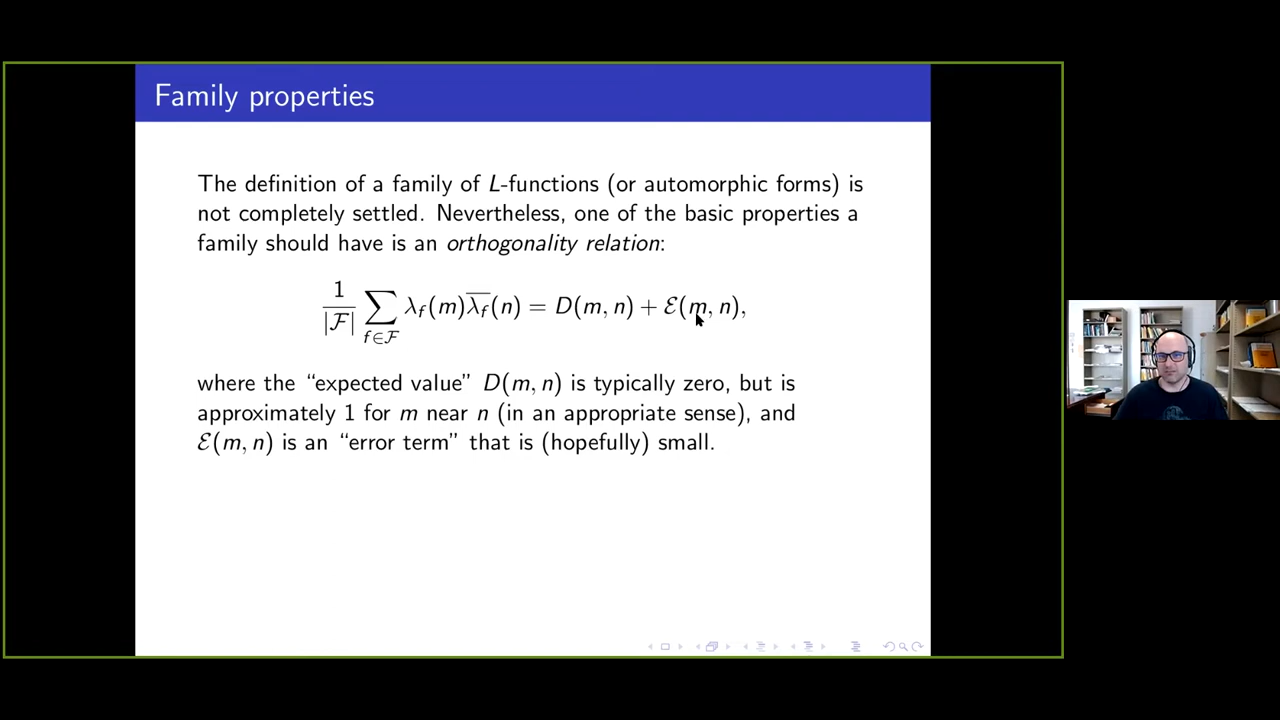 Family properties
The definition of a family of L-functions (or automorphic forms) is
not completely settled. Nevertheless, one of the basic properties a
family should have is an orthogonality relation:
1/|ℱ| ∑_{f∈ℱ} λ_f(m)\overline{λ_f}(n) = D(m, n) + ℰ(m, n),
where the “expected value” D(m, n) is typically zero, but is
approximately 1 for m near n (in an appropriate sense), and
ℰ(m, n) is an “error term” that is (hopefully) small.